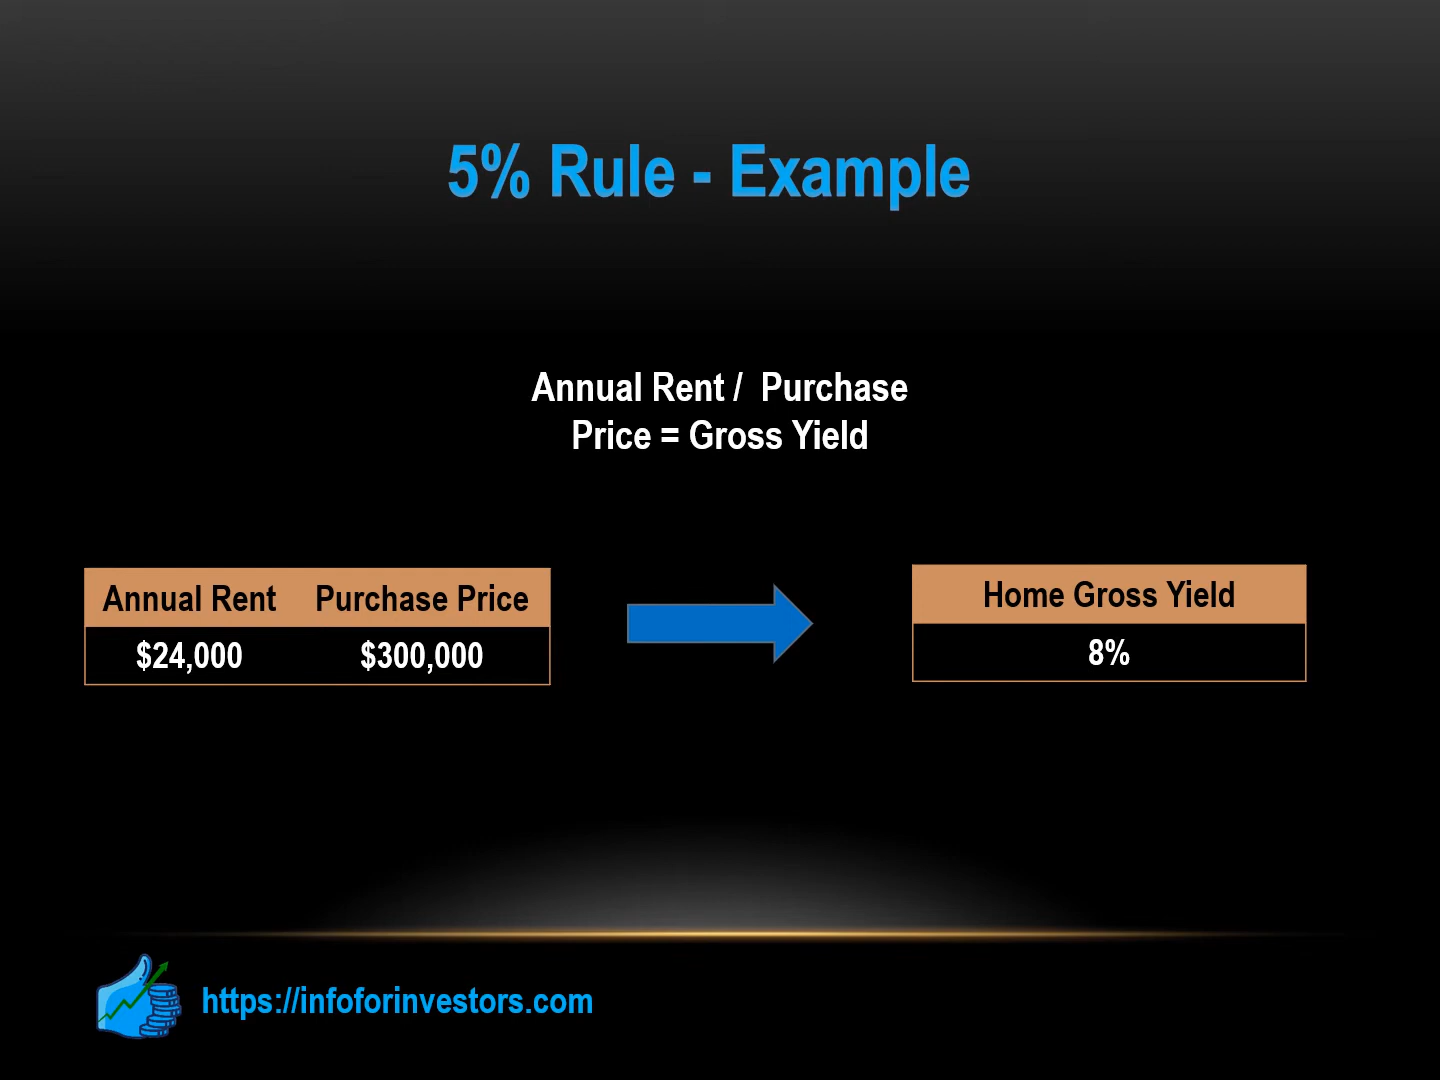 5% Rule - Example
Annual Rent / Purchase
Price = Gross Yield
Annual Rent Purchase Price
$24,000 $300,000
Home Gross Yield
8%
https://infoforinvestors.com